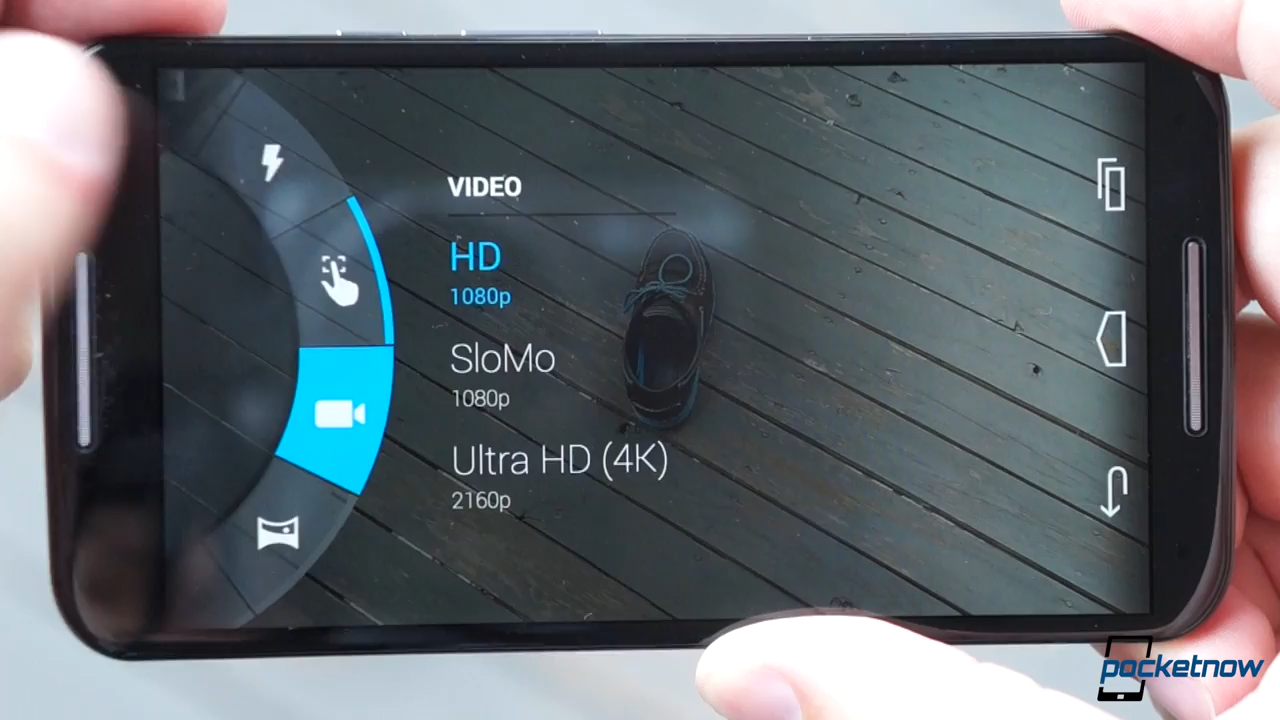 VIDEO
HD
1080p
SloMo
1080p
Ultra HD (4K)
2160p
pocketnow